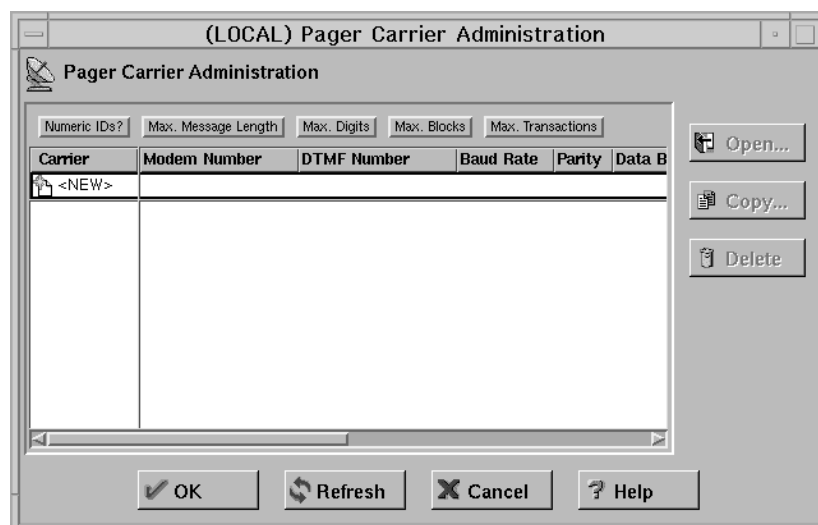 (LOCAL) Pager Carrier Administration
Pager Carrier Administration
Numeric IDs? Max. Message Length Max. Digits Max. Blocks Max. Transactions
Carrier Modem Number DTMF Number Baud Rate Parity Data B
<NEW>
Open...
Copy...
Delete
OK Refresh Cancel Help